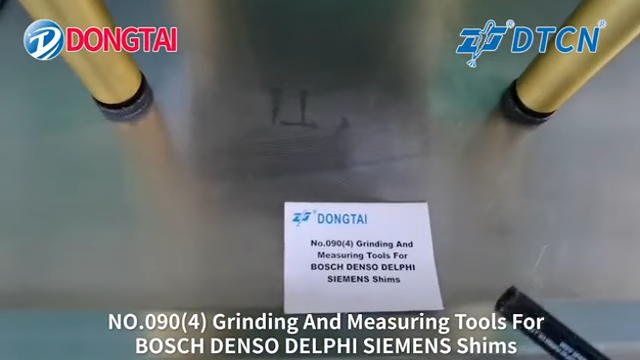 DONGTAI
DTCN
DONGTAI
No.090(4) Grinding And
Measuring Tools For
BOSCH DENSO DELPHI
SIEMENS Shims
NO.090(4) Grinding And Measuring Tools For
BOSCH DENSO DELPHI SIEMENS Shims